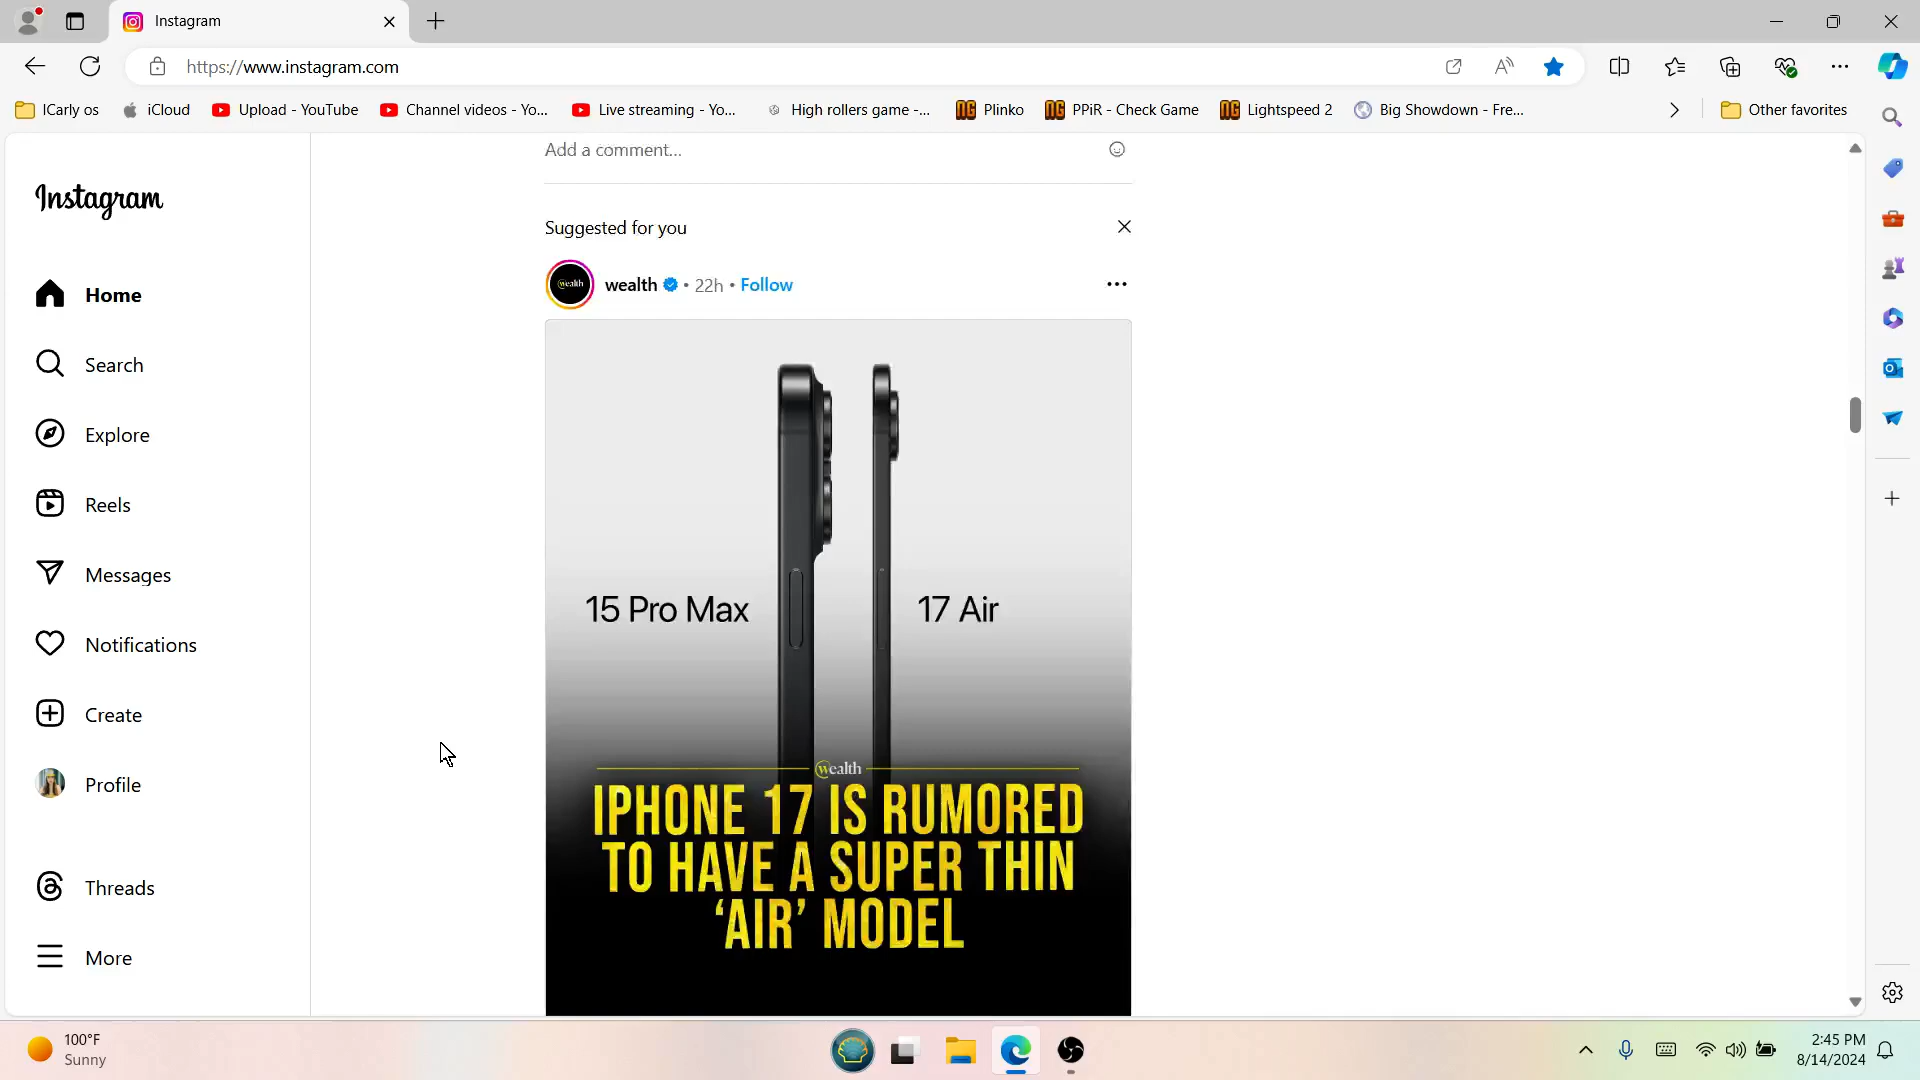 Instagram
https://www.instagram.com
ICarly os
iCloud
Upload - YouTube
Channel videos - Yo...
Live streaming - Yo...
High rollers game -...
Plinko
PPiR - Check Game
Lightspeed 2
Big Showdown - Fre...
Other favorites
Instagram
Home
Search
Explore
Reels
Messages
Notifications
Create
Profile
Threads
More
Add a comment...
Suggested for you
wealth • 22h • Follow
wealth
15 Pro Max
17 Air
wealth
IPHONE 17 IS RUMORED
TO HAVE A SUPER THIN
‘AIR’ MODEL
100°F
Sunny
2:45 PM
8/14/2024